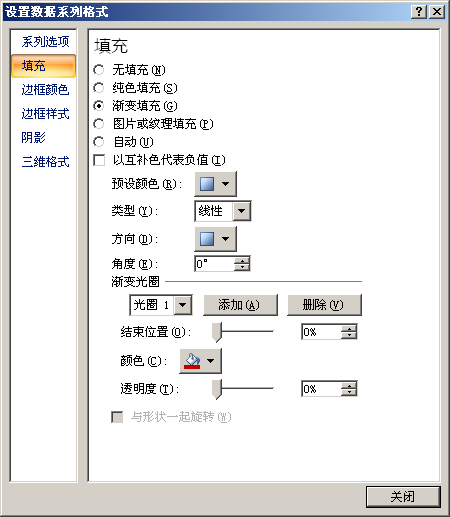 设置数据系列格式
系列选项
填充
边框颜色
边框样式
阴影
三维格式
填充
无填充(N)
纯色填充(S)
渐变填充(G)
图片或纹理填充(P)
自动(U)
以互补色代表负值(I)
预设颜色(R):
类型(Y): 线性
方向(D):
角度(E): 0°
渐变光圈
光圈 1 添加(A) 删除(V)
结束位置(O): 0%
颜色(C):
透明度(T): 0%
与形状一起旋转(W)
关闭